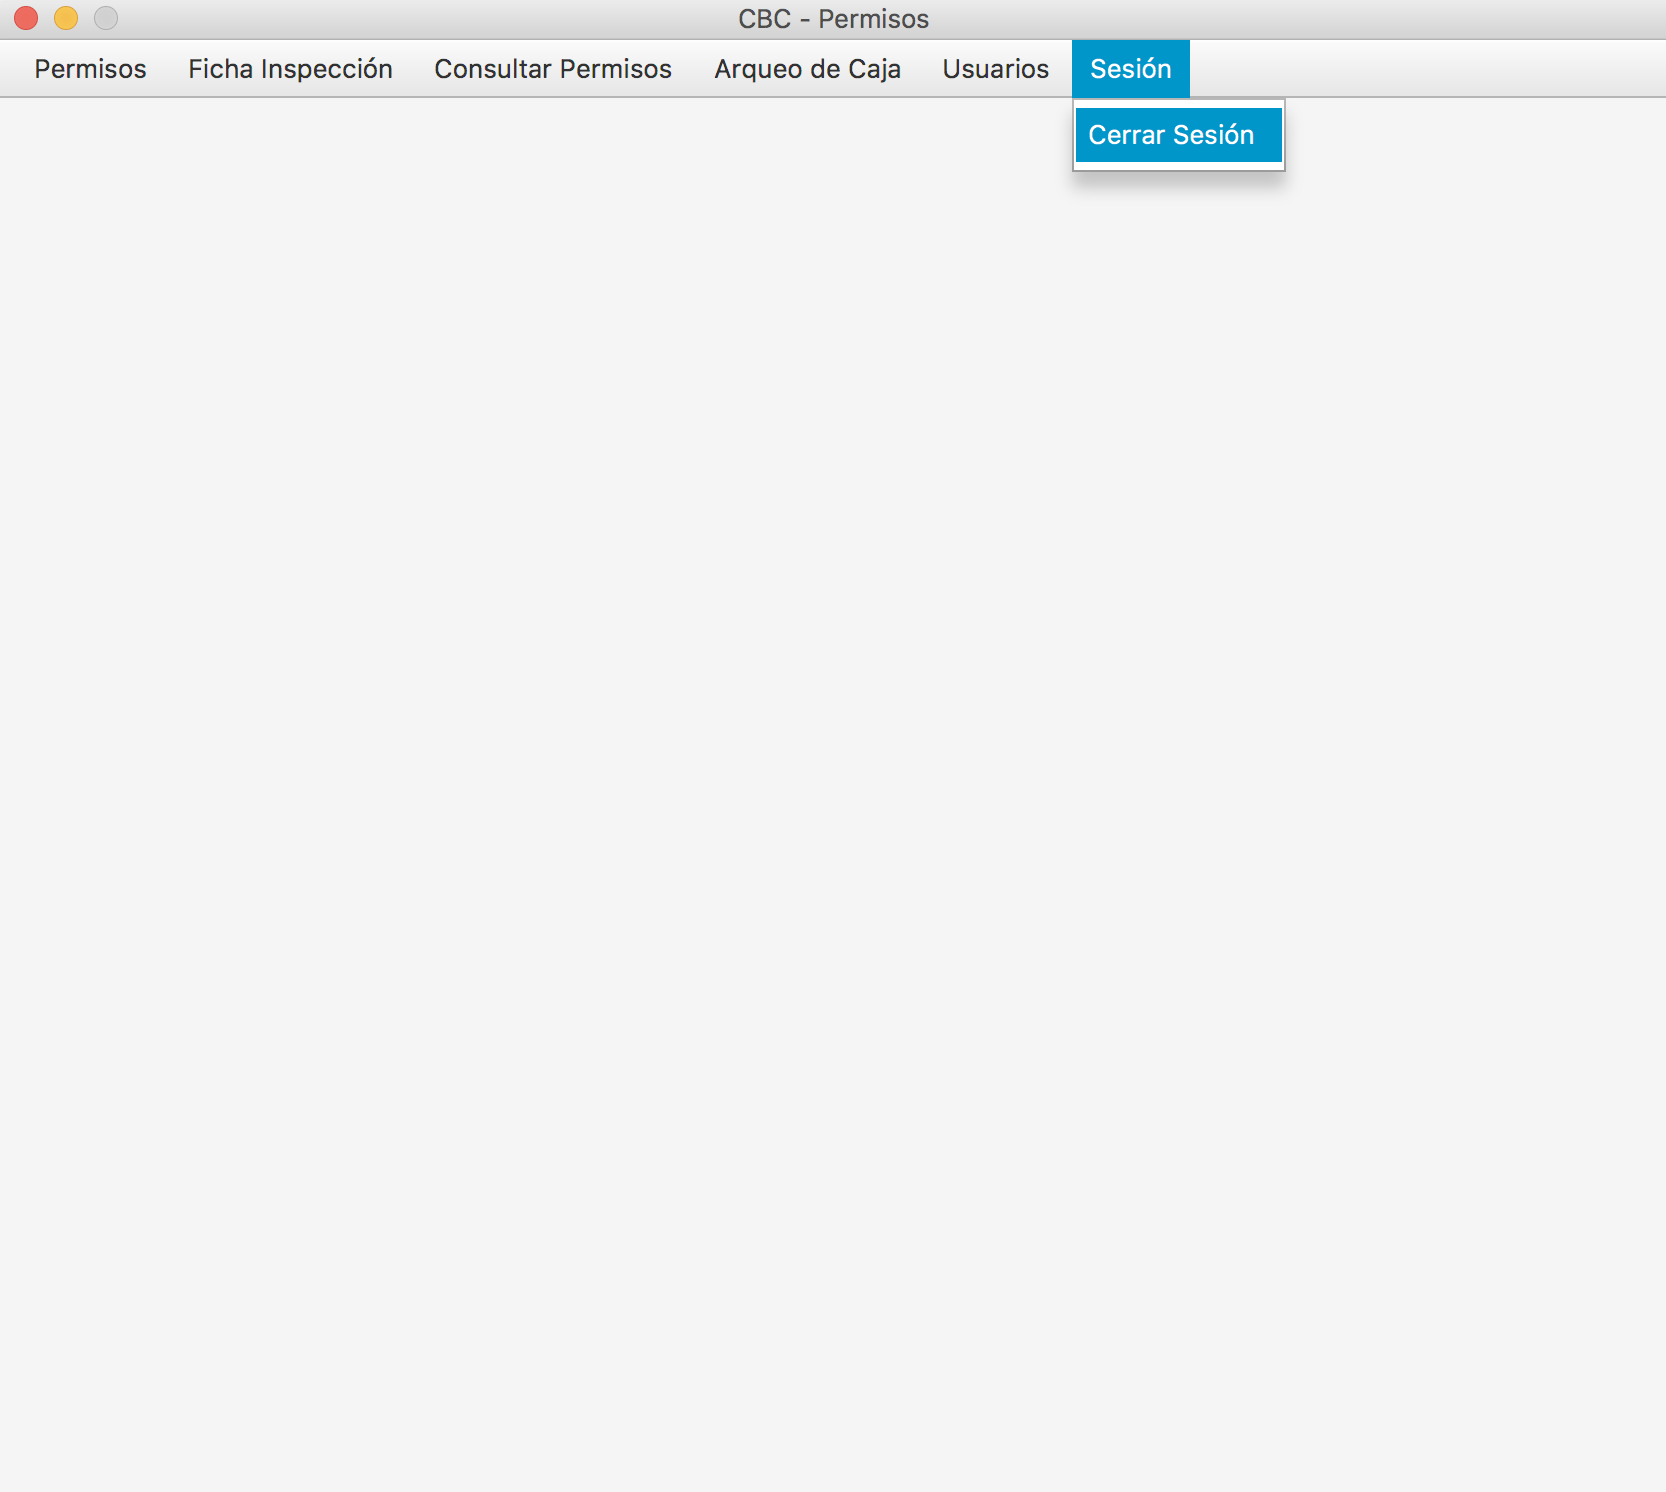 CBC - Permisos
Permisos Ficha Inspección Consultar Permisos Arqueo de Caja Usuarios Sesión
Cerrar Sesión